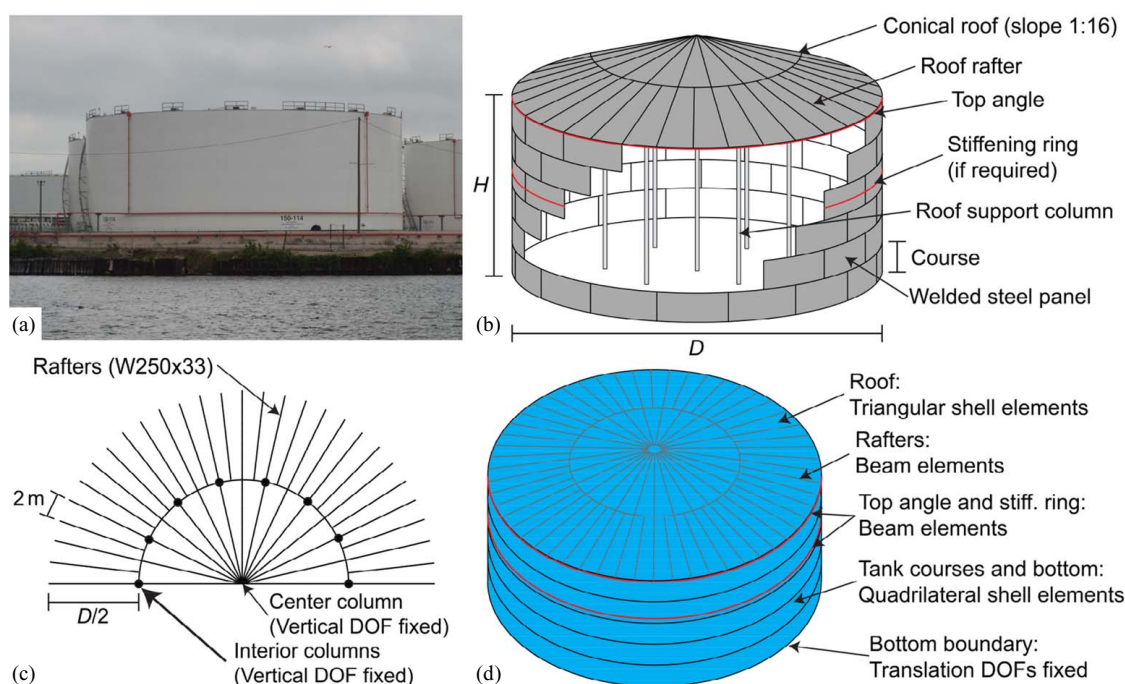 150-114
(a)
Conical roof (slope 1:16)
Roof rafter
Top angle
Stiffening ring
(if required)
Roof support column
Course
Welded steel panel
H
D
(b)
Rafters (W250x33)
2 m
D/2
Center column
(Vertical DOF fixed)
Interior columns
(Vertical DOF fixed)
(c)
Roof:
Triangular shell elements
Rafters:
Beam elements
Top angle and stiff. ring:
Beam elements
Tank courses and bottom:
Quadrilateral shell elements
Bottom boundary:
Translation DOFs fixed
(d)